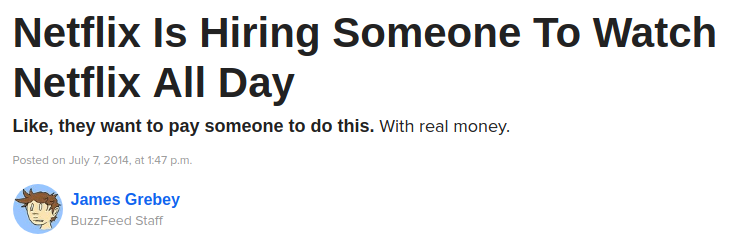 Netflix Is Hiring Someone To Watch
Netflix All Day
Like, they want to pay someone to do this. With real money.
Posted on July 7, 2014, at 1:47 p.m.
James Grebey
BuzzFeed Staff